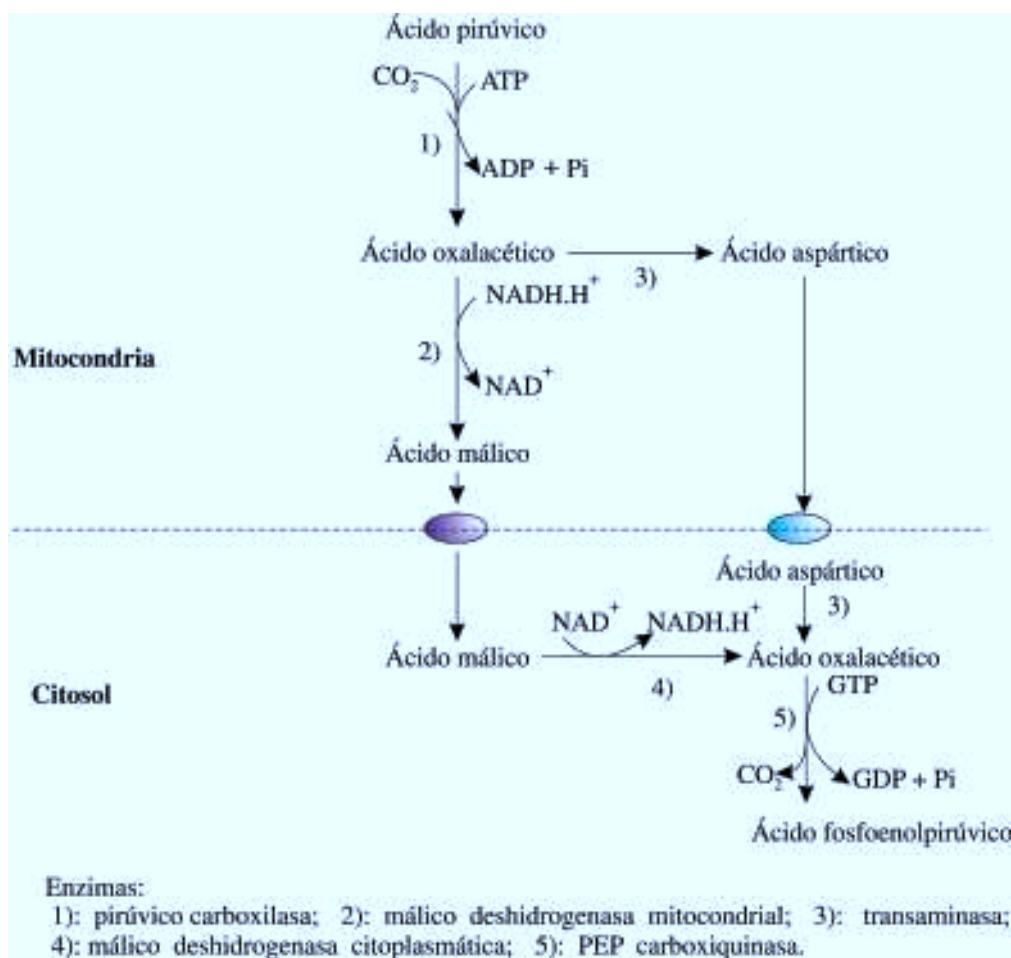 Ácido pirúvico
CO₂ ATP
1)
ADP + Pi
Ácido oxalacético 3) Ácido aspártico
NADH.H⁺
Mitocondria
2)
NAD⁺
Ácido málico
Ácido aspártico
3)
NAD⁺ NADH.H⁺
Ácido málico 4) Ácido oxalacético
Citosol
GTP
5)
CO₂ GDP + Pi
Ácido fosfoenolpirúvico
Enzimas:
1): pirúvico carboxilasa; 2): málico deshidrogenasa mitocondrial; 3): transaminasa;
4): málico deshidrogenasa citoplasmática; 5): PEP carboxiquinasa.